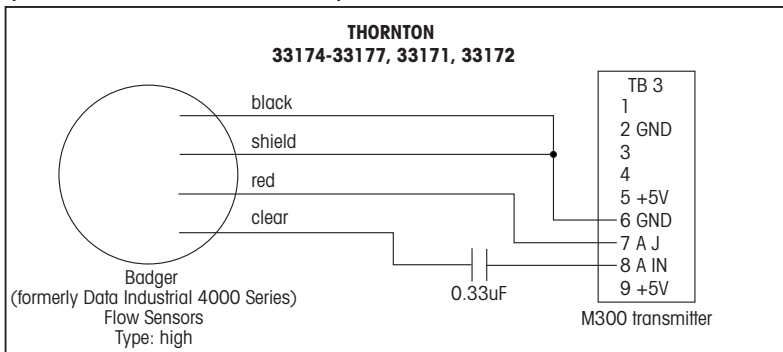 THORNTON
33174-33177, 33171, 33172
black
shield
red
clear
0.33uF
Badger
(formerly Data Industrial 4000 Series)
Flow Sensors
Type: high
TB 3
1
2 GND
3
4
5 +5V
6 GND
7 A J
8 A IN
9 +5V
M300 transmitter